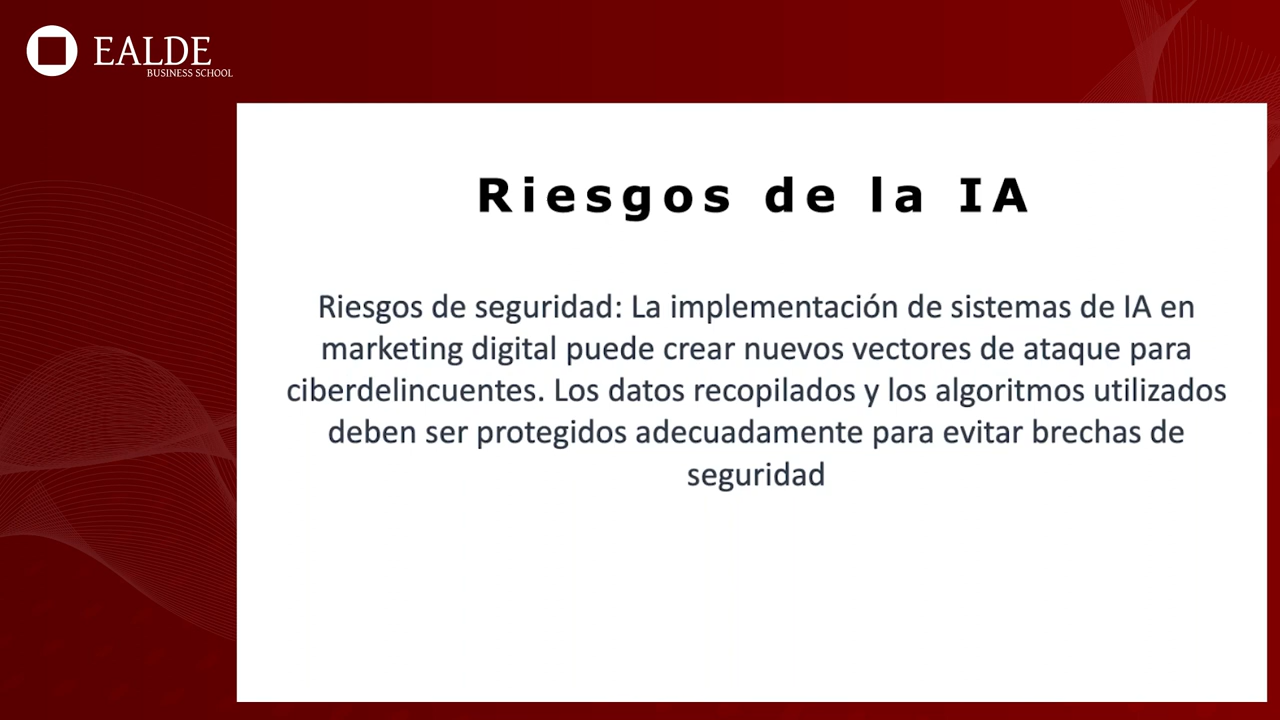 EALDE
BUSINESS SCHOOL
Riesgos de la IA
Riesgos de seguridad: La implementación de sistemas de IA en
marketing digital puede crear nuevos vectores de ataque para
ciberdelincuentes. Los datos recopilados y los algoritmos utilizados
deben ser protegidos adecuadamente para evitar brechas de
seguridad